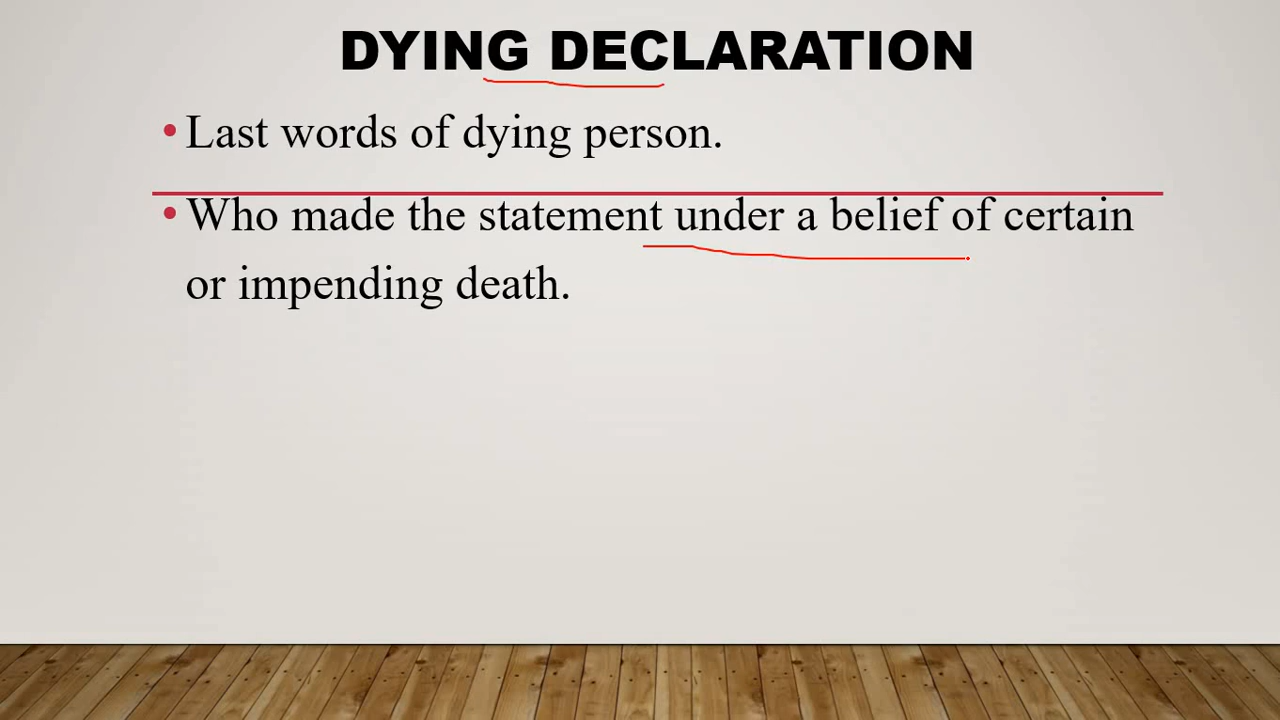 DYING DECLARATION
• Last words of dying person.
• Who made the statement under a belief of certain
or impending death.